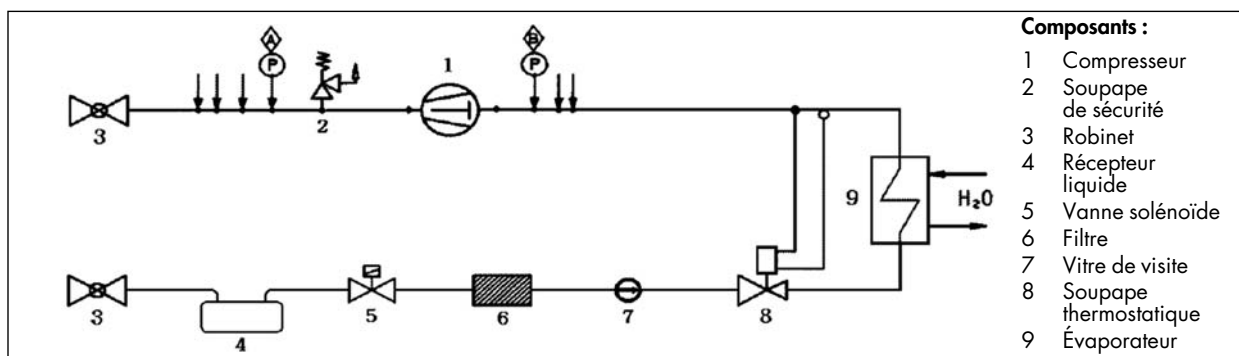 A
B
P
P
1
3
2
9
H₂O
3
4
5
6
7
8
Composants :
1 Compresseur
2 Soupape
de sécurité
3 Robinet
4 Récepteur
liquide
5 Vanne solénoïde
6 Filtre
7 Vitre de visite
8 Soupape
thermostatique
9 Évaporateur